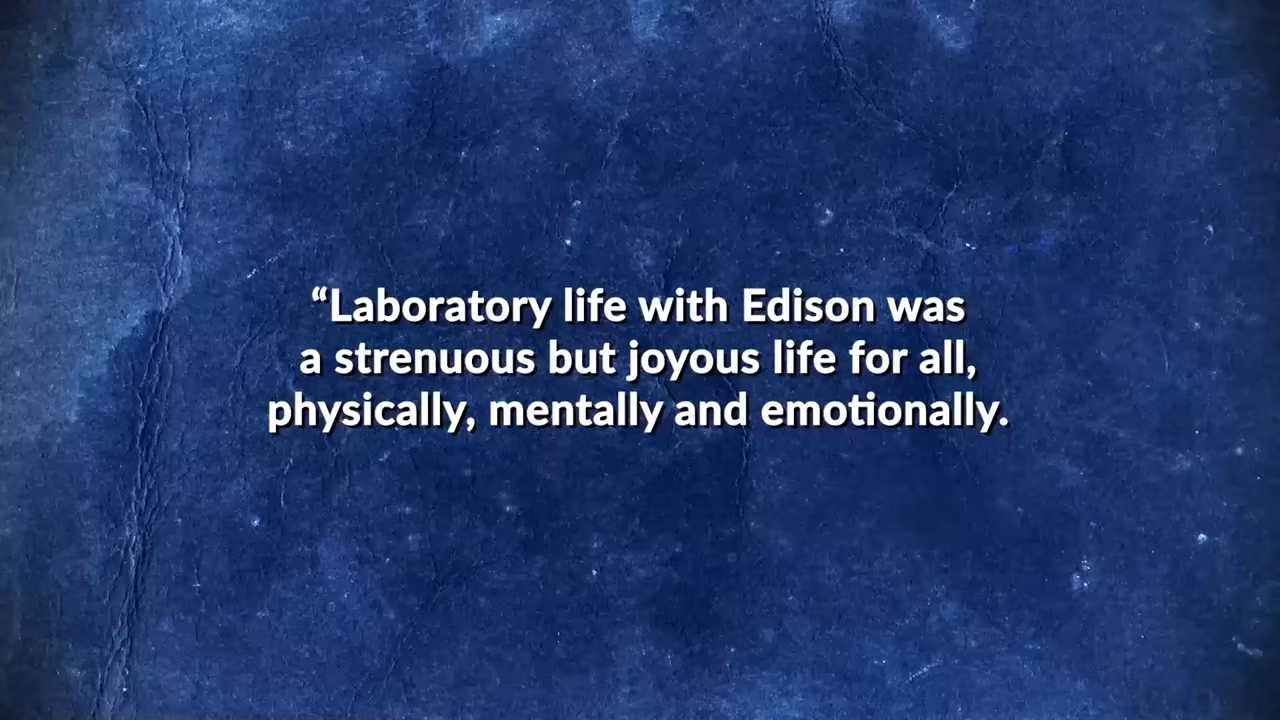 “Laboratory life with Edison was
a strenuous but joyous life for all,
physically, mentally and emotionally.